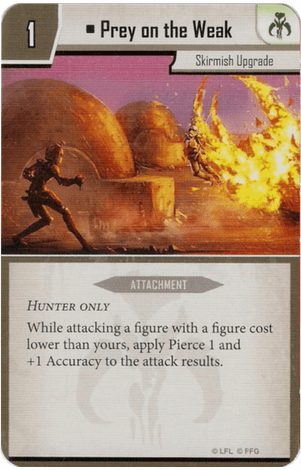 1
▪ Prey on the Weak
Skirmish Upgrade
ATTACHMENT
HUNTER ONLY
While attacking a figure with a figure cost
lower than yours, apply Pierce 1 and
+1 Accuracy to the attack results.
© LFL © FFG